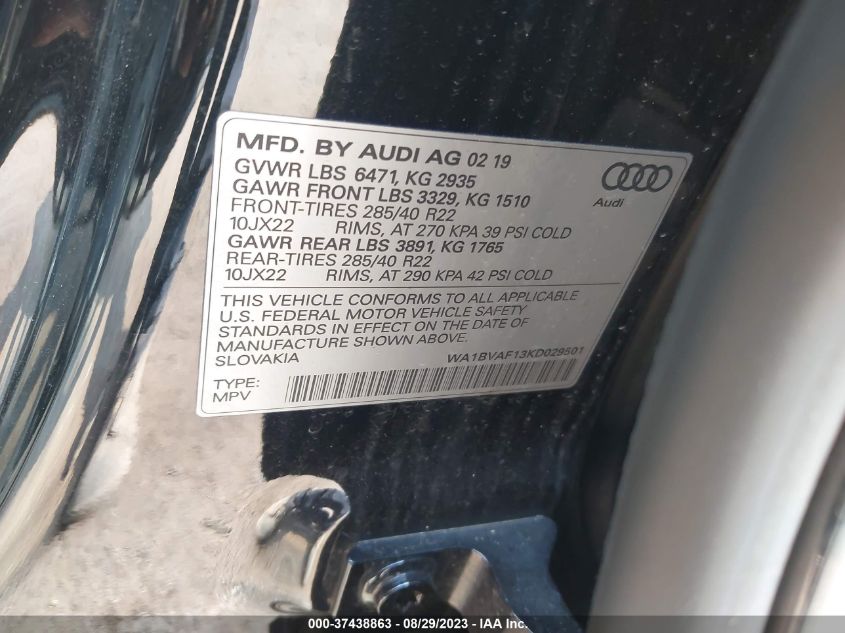 MFD. BY AUDI AG 02 19
GVWR LBS 6471, KG 2935
GAWR FRONT LBS 3329, KG 1510
FRONT-TIRES 285/40 R22
10JX22 RIMS, AT 270 KPA 39 PSI COLD
GAWR REAR LBS 3891, KG 1765
REAR-TIRES 285/40 R22
10JX22 RIMS, AT 290 KPA 42 PSI COLD
Audi
THIS VEHICLE CONFORMS TO ALL APPLICABLE
U.S. FEDERAL MOTOR VEHICLE SAFETY
STANDARDS IN EFFECT ON THE DATE OF
MANUFACTURE SHOWN ABOVE.
SLOVAKIA WA1BVAF13KD029501
TYPE:
MPV
000-37438863 - 08/29/2023 - IAA Inc.